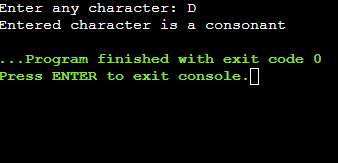 Enter any character: D
Entered character is a consonant
...Program finished with exit code 0
Press ENTER to exit console.